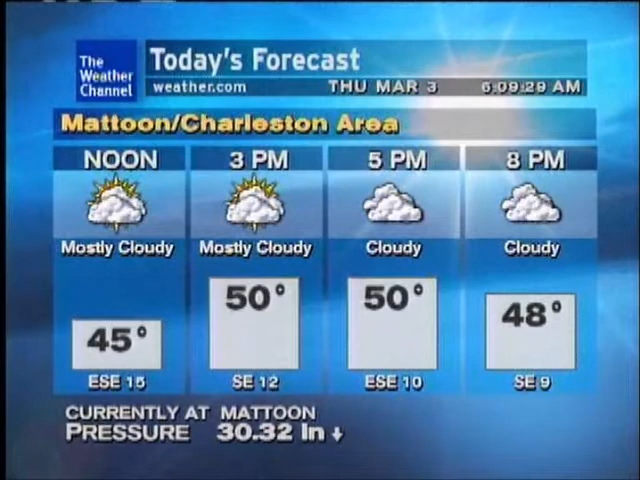 The
Weather
Channel
Today's Forecast
weather.com THU MAR 3 6:09:29 AM
Mattoon/Charleston Area
NOON 3 PM 5 PM 8 PM
Mostly Cloudy Mostly Cloudy Cloudy Cloudy
45° 50° 50° 48°
ESE 15 SE 12 ESE 10 SE 9
CURRENTLY AT MATTOON
PRESSURE 30.32 In ↓